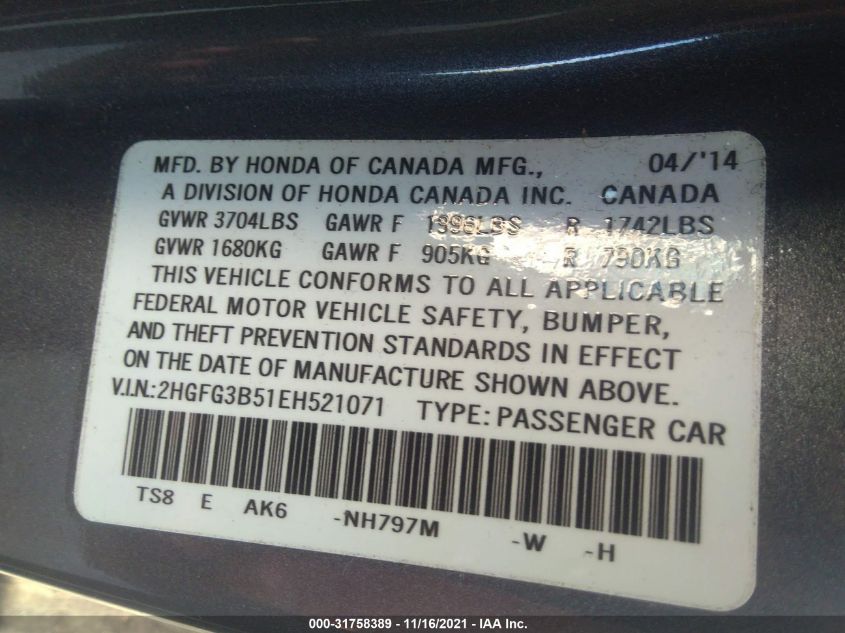 MFD. BY HONDA OF CANADA MFG., 04/'14
A DIVISION OF HONDA CANADA INC. CANADA
GVWR 3704LBS GAWR F 1996LBS R 1742LBS
GVWR 1680KG GAWR F 905KG R 790KG
THIS VEHICLE CONFORMS TO ALL APPLICABLE
FEDERAL MOTOR VEHICLE SAFETY, BUMPER,
AND THEFT PREVENTION STANDARDS IN EFFECT
ON THE DATE OF MANUFACTURE SHOWN ABOVE.
V.I.N.:2HGFG3B51EH521071 TYPE:PASSENGER CAR
TS8 E AK6 -NH797M -W -H
000-31758389 - 11/16/2021 - IAA Inc.